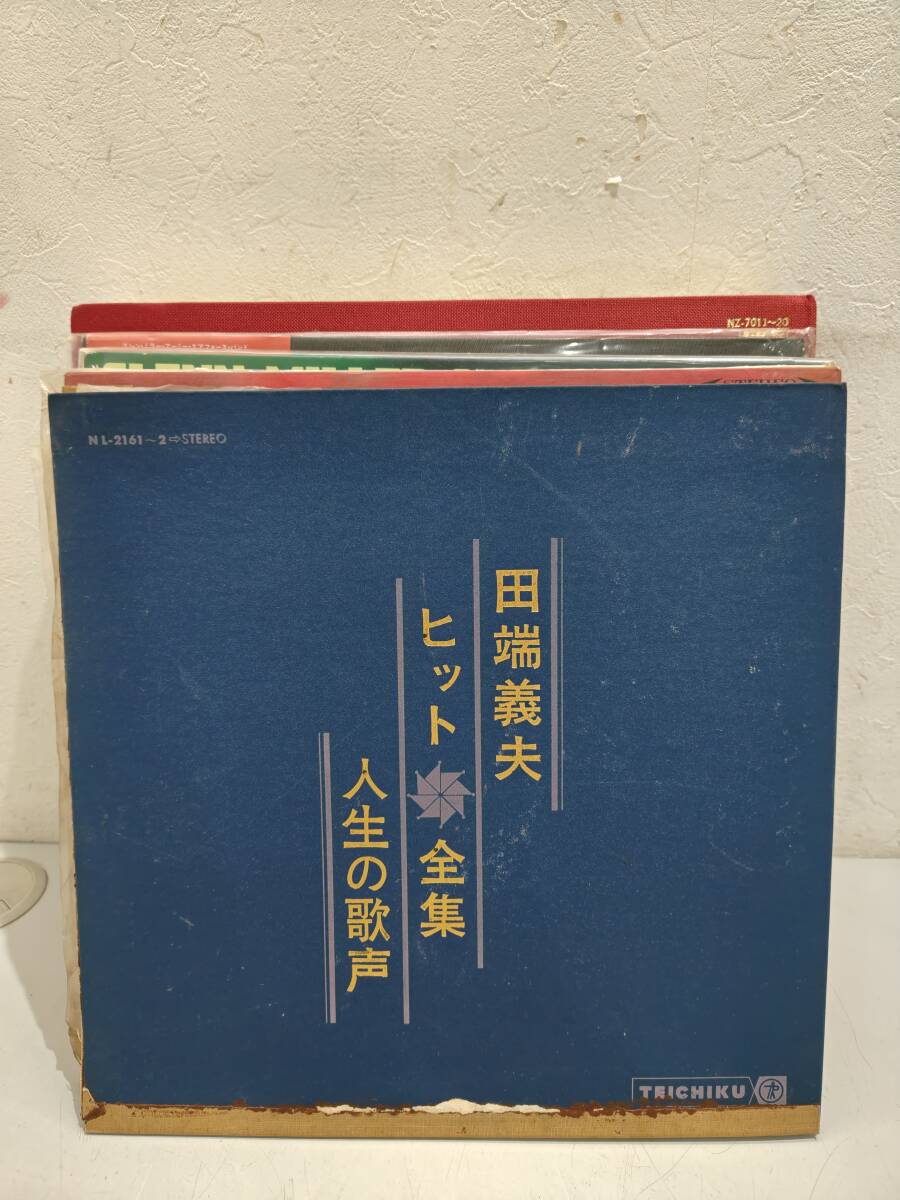 NZ-7011~20
NL-2161~2⇨STEREO
田端義夫
ヒット全集
人生の歌声
TEICHIKU